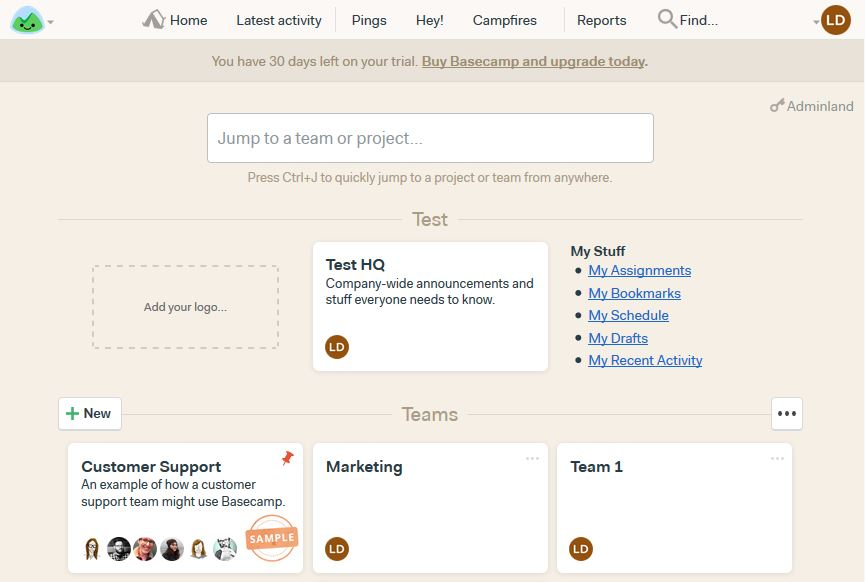 Home Latest activity Pings Hey! Campfires Reports Find... LD
You have 30 days left on your trial. Buy Basecamp and upgrade today.
Adminland
Jump to a team or project...
Press Ctrl+J to quickly jump to a project or team from anywhere.
Test
Add your logo...
Test HQ
Company-wide announcements and
stuff everyone needs to know.
LD
My Stuff
My Assignments
My Bookmarks
My Schedule
My Drafts
My Recent Activity
New
Teams
Customer Support
An example of how a customer
support team might use Basecamp.
SAMPLE
Marketing
LD
Team 1
LD